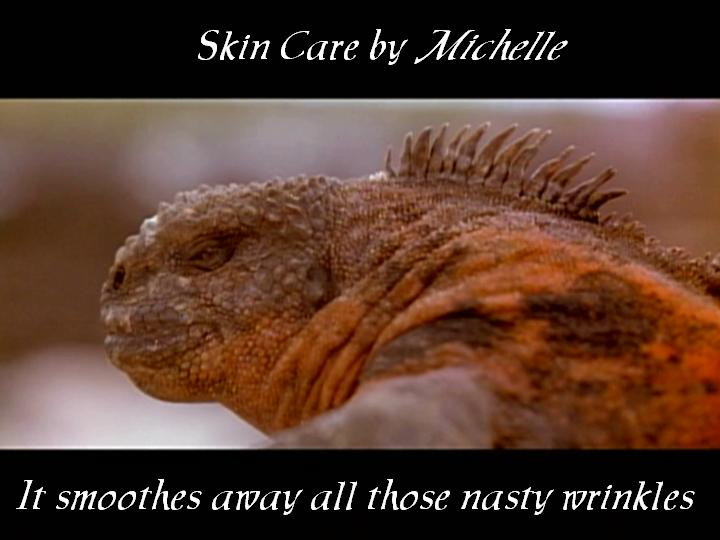 Skin Care by Michelle
It smoothes away all those nasty wrinkles